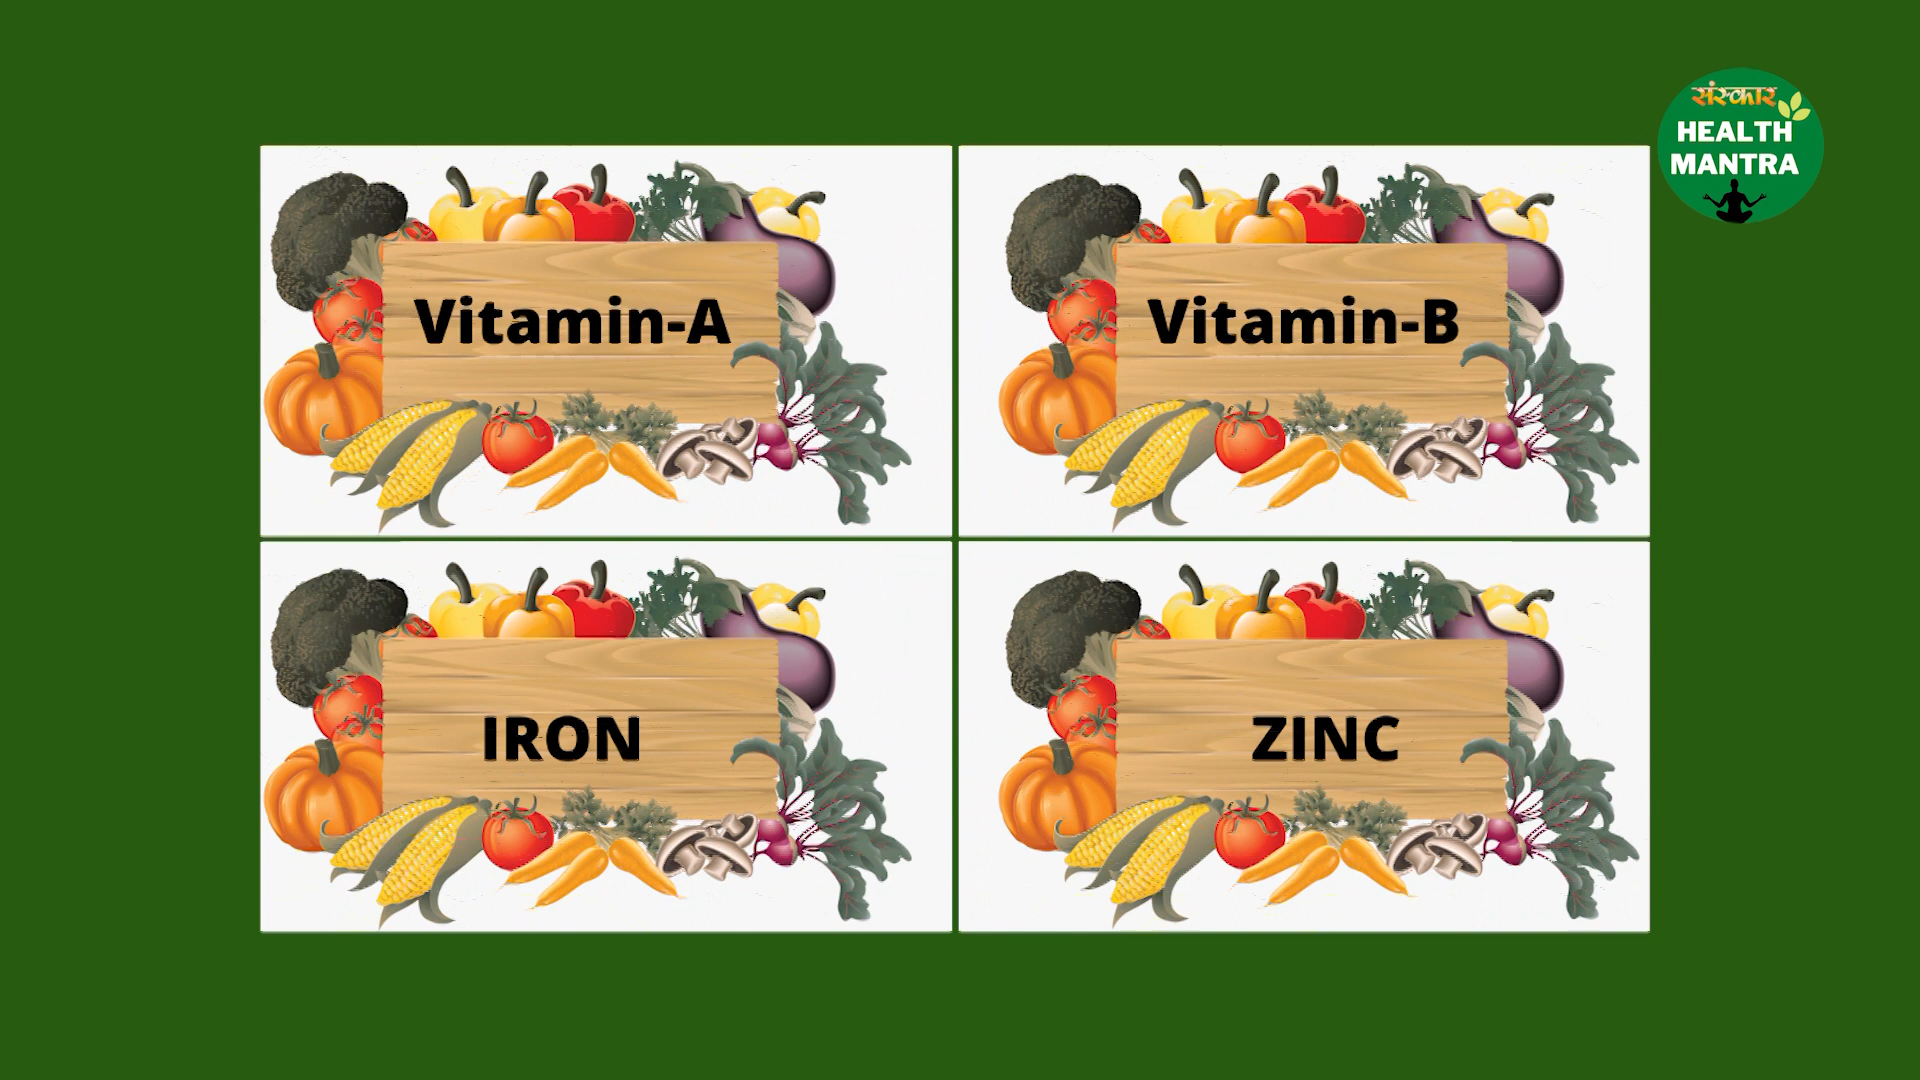 संस्कार
HEALTH
MANTRA
Vitamin-A
Vitamin-B
IRON
ZINC